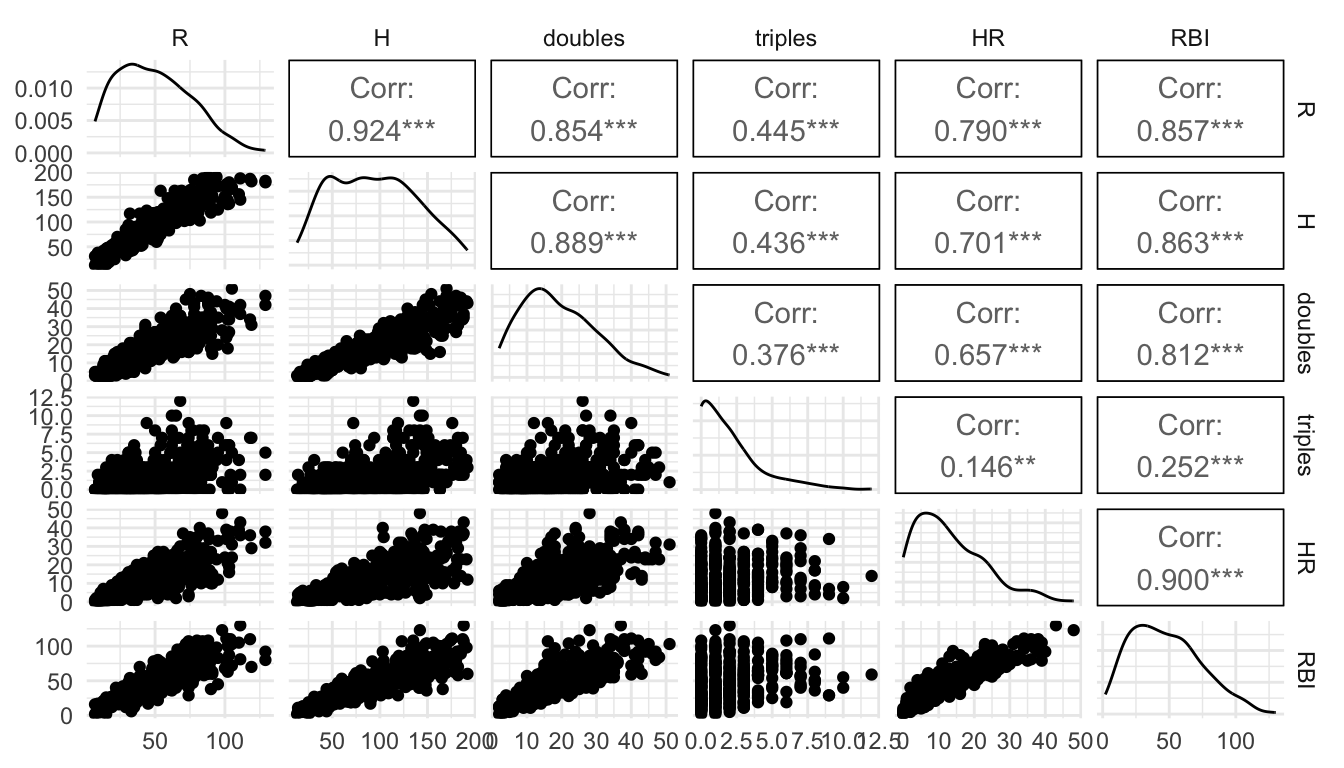 R H doubles triples HR RBI
0.010
0.005
0.000
Corr:
0.924***
Corr:
0.854***
Corr:
0.445***
Corr:
0.790***
Corr:
0.857***
R
200
150
100
50
Corr:
0.889***
Corr:
0.436***
Corr:
0.701***
Corr:
0.863***
H
50
40
30
20
10
0
Corr:
0.376***
Corr:
0.657***
Corr:
0.812***
doubles
12.5
10.0
7.5
5.0
2.5
0.0
Corr:
0.146**
Corr:
0.252***
triples
50
40
30
20
10
0
Corr:
0.900***
HR
100
50
0
RBI
50 100
50 100 150 200
0 10 20 30 40 50
0.0 2.5 5.0 7.5 10.0 12.5
0 10 20 30 40 50
0 50 100